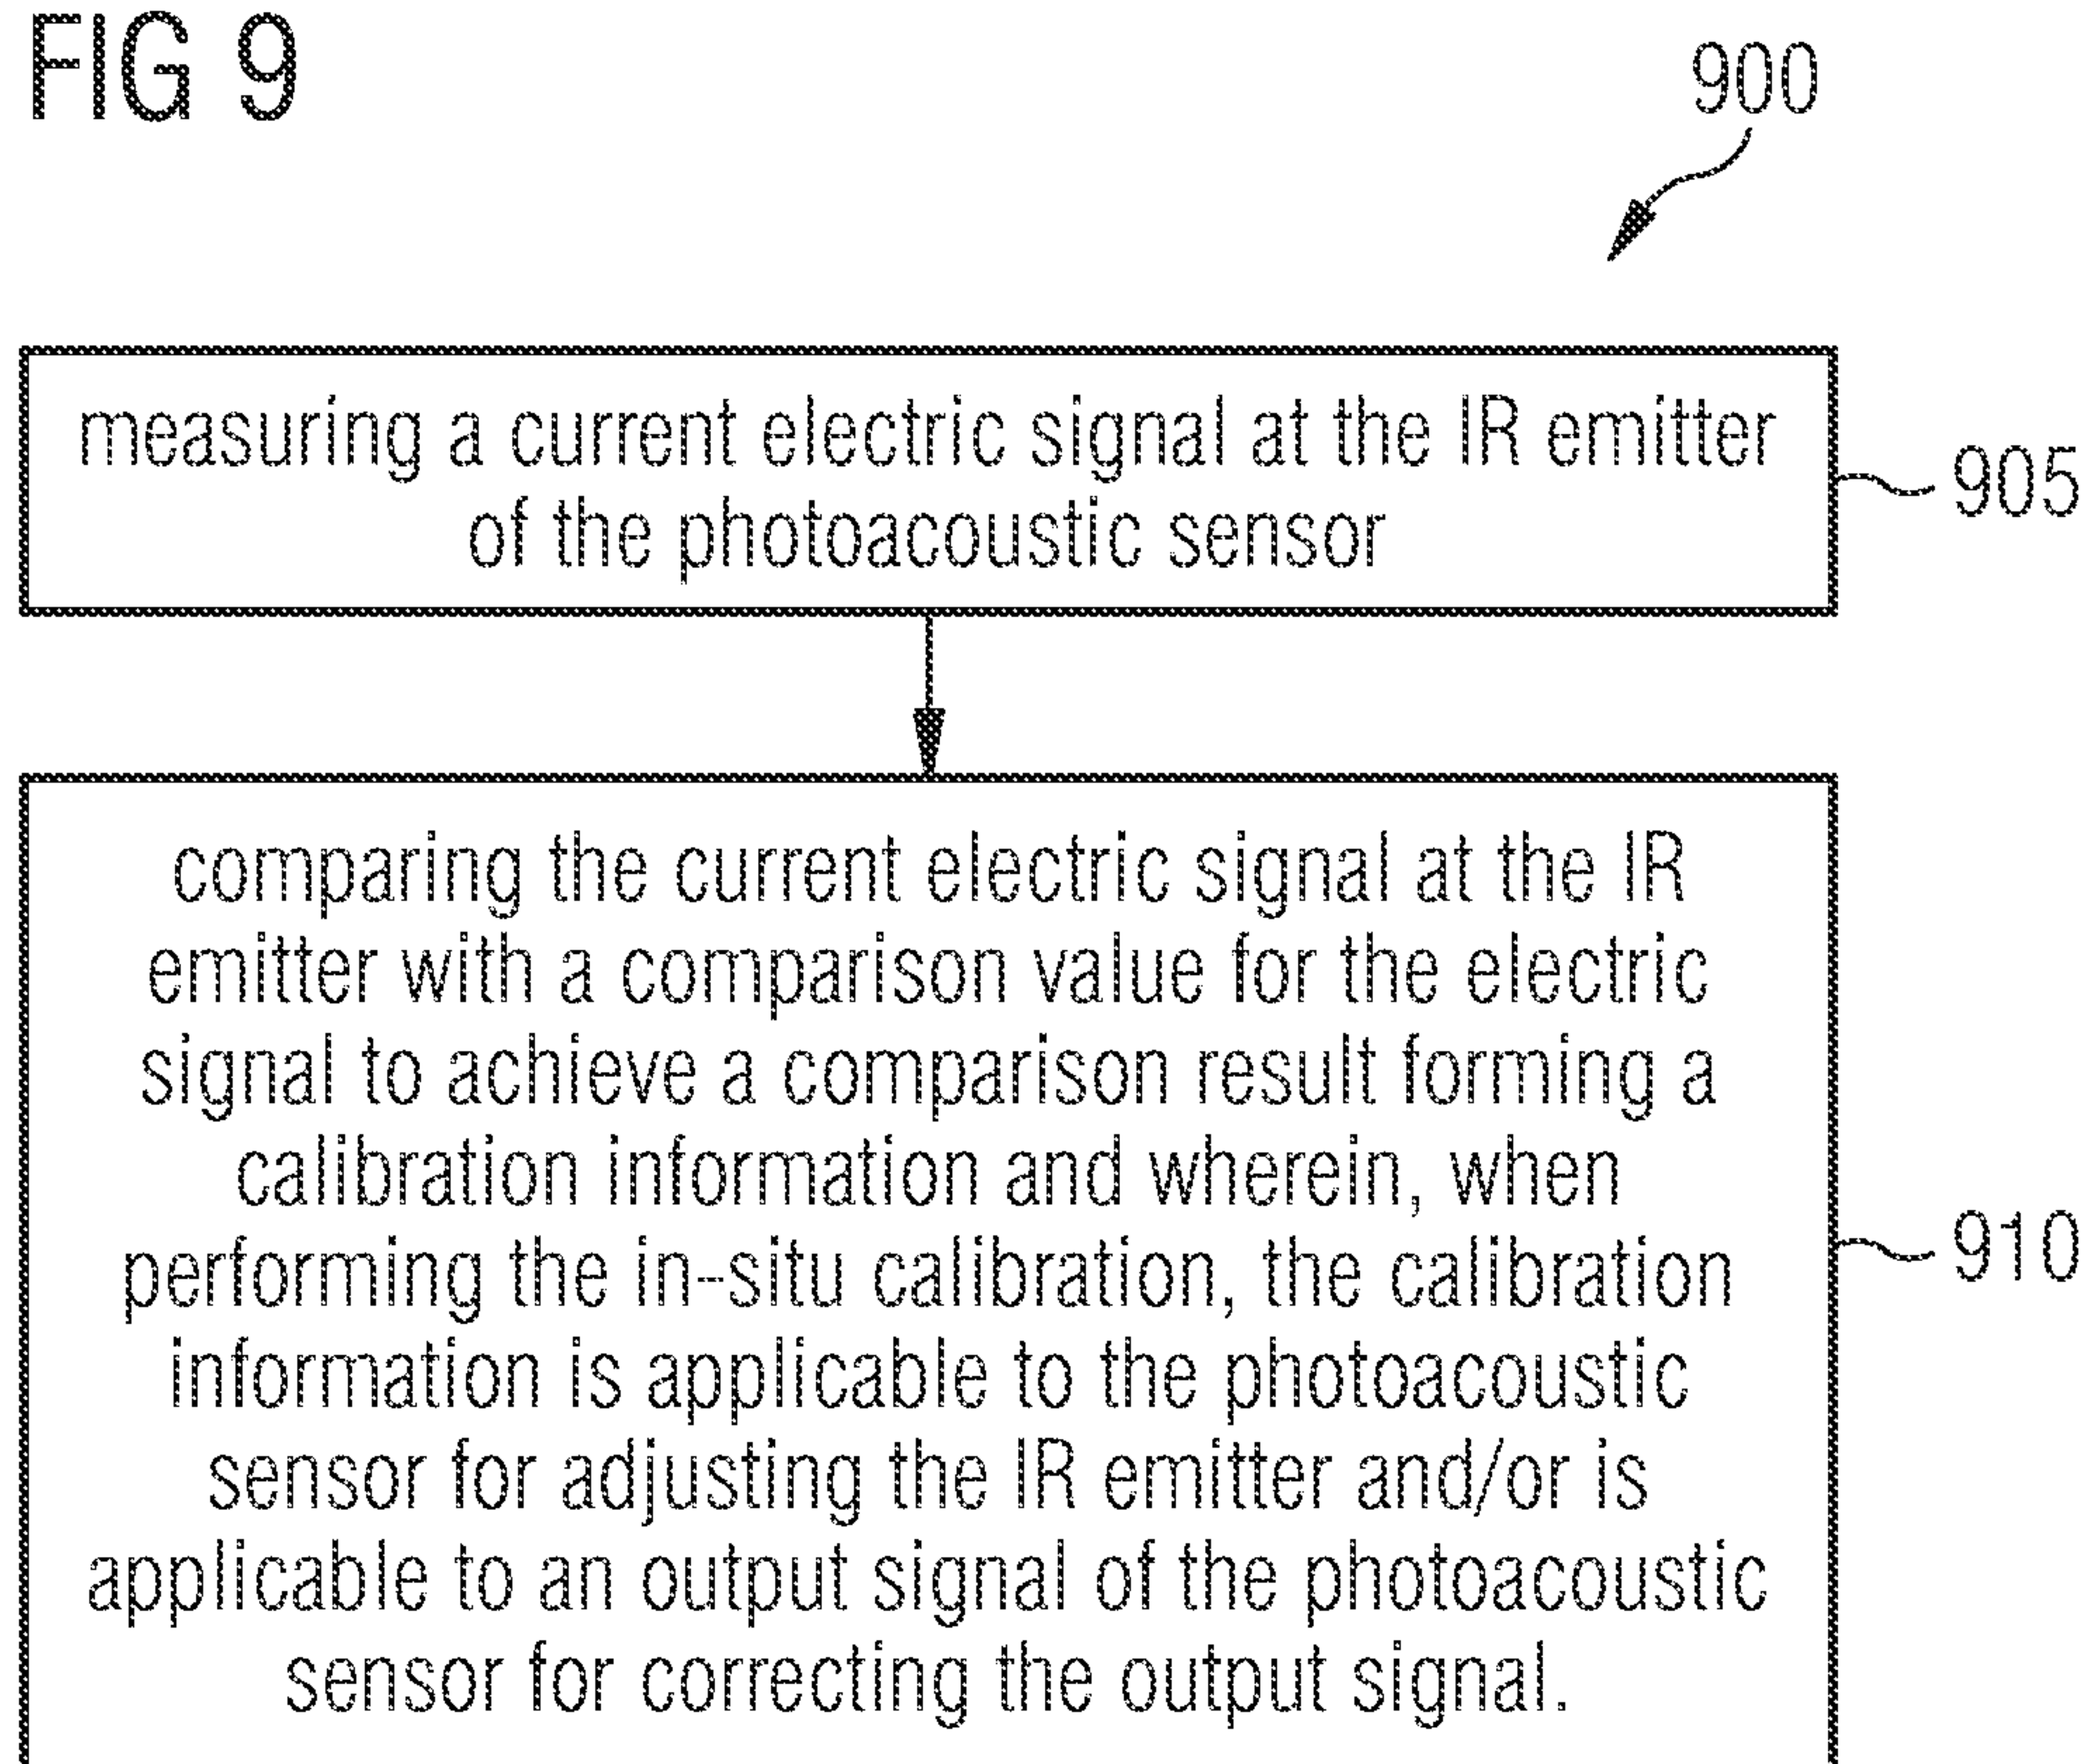 FIG 9
900
measuring a current electric signal at the IR emitter
of the photoacoustic sensor
905
comparing the current electric signal at the IR
emitter with a comparison value for the electric
signal to achieve a comparison result forming a
calibration information and wherein, when
performing the in-situ calibration, the calibration
information is applicable to the photoacoustic
sensor for adjusting the IR emitter and/or is
applicable to an output signal of the photoacoustic
sensor for correcting the output signal.
910